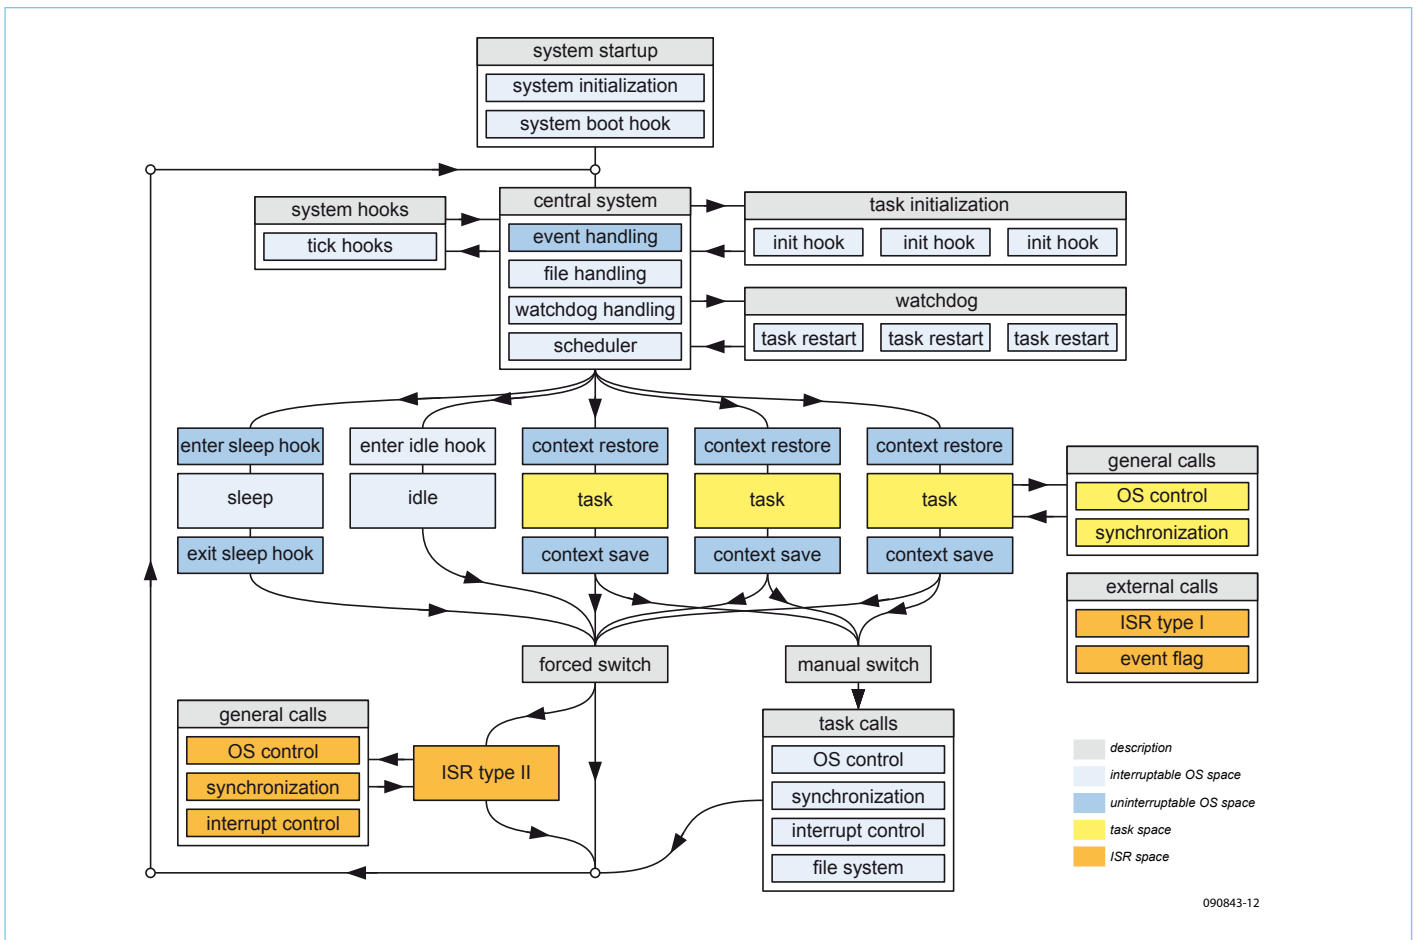 system startup
system initialization
system boot hook
system hooks
tick hooks
central system
event handling
file handling
watchdog handling
scheduler
task initialization
init hook init hook init hook
watchdog
task restart task restart task restart
enter sleep hook enter idle hook context restore context restore context restore
sleep idle task task task
exit sleep hook context save context save context save
general calls
OS control
synchronization
external calls
ISR type I
event flag
forced switch manual switch
general calls
OS control
synchronization
interrupt control
ISR type II
task calls
OS control
synchronization
interrupt control
file system
description
interruptable OS space
uninterruptable OS space
task space
ISR space
090843-12